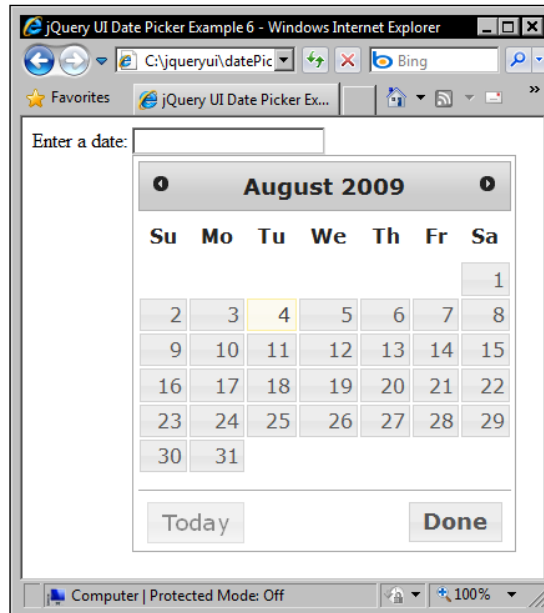 jQuery UI Date Picker Example 6 - Windows Internet Explorer
C:\jqueryui\datePic
Bing
Favorites
jQuery UI Date Picker Ex...
»
Enter a date:
August 2009
Su Mo Tu We Th Fr Sa
1
2 3 4 5 6 7 8
9 10 11 12 13 14 15
16 17 18 19 20 21 22
23 24 25 26 27 28 29
30 31
Today Done
Computer | Protected Mode: Off
100%